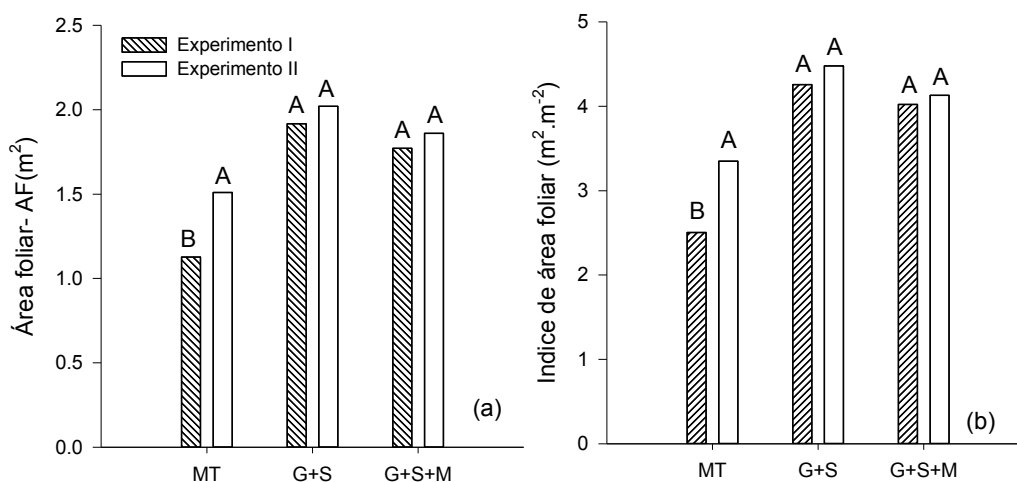 2.5
2.0
1.5
1.0
0.5
0.0
Área foliar- AF(m²)
Experimento I
Experimento II
B
A
A
A
A
A
(a)
MT
G+S
G+S+M
5
4
3
2
1
0
Indice de área foliar (m².m⁻²)
B
A
A
A
A
A
(b)
MT
G+S
G+S+M